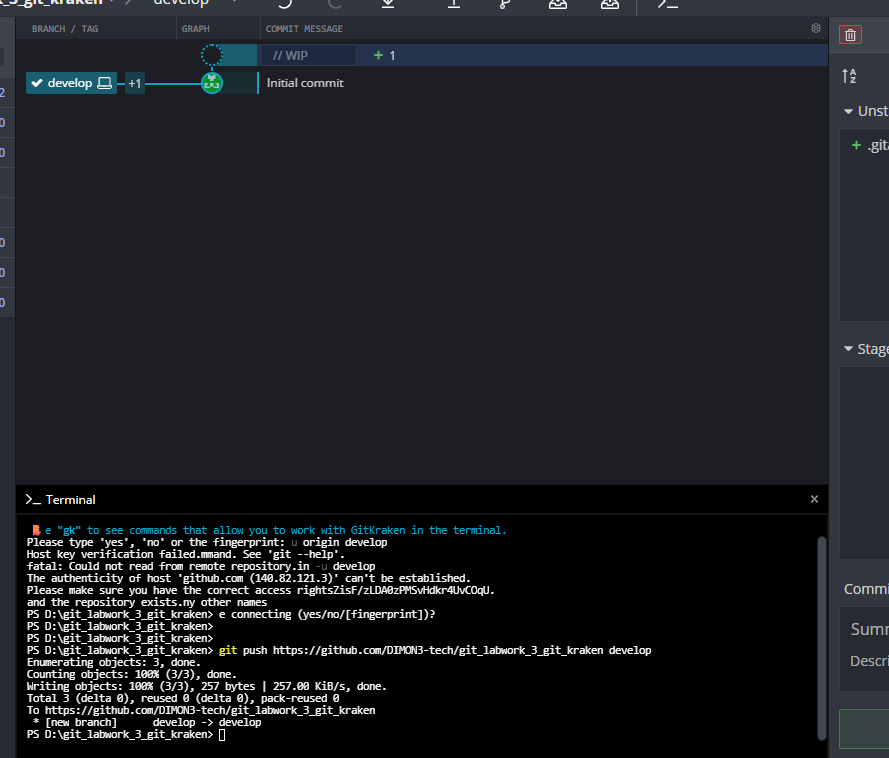 _3_git_kraken develop
BRANCH / TAG GRAPH COMMIT MESSAGE
// WIP + 1
develop +1 Initial commit
2
0
0
0
0
0
A
Z
Unst
+ .git
Stage
Commi
Summ
Descri
>_ Terminal ×
e "gk" to see commands that allow you to work with GitKraken in the terminal.
Please type 'yes', 'no' or the fingerprint: u origin develop
Host key verification failed.mmand. See 'git --help'.
fatal: Could not read from remote repository.in -u develop
The authenticity of host 'github.com (140.82.121.3)' can't be established.
Please make sure you have the correct access rightsZisF/zLDA0zPMSvHdkr4UvCOqU.
and the repository exists.ny other names
PS D:\git_labwork_3_git_kraken> e connecting (yes/no/[fingerprint])?
PS D:\git_labwork_3_git_kraken>
PS D:\git_labwork_3_git_kraken>
PS D:\git_labwork_3_git_kraken> git push https://github.com/DIMON3-tech/git_labwork_3_git_kraken develop
Enumerating objects: 3, done.
Counting objects: 100% (3/3), done.
Writing objects: 100% (3/3), 257 bytes | 257.00 KiB/s, done.
Total 3 (delta 0), reused 0 (delta 0), pack-reused 0
To https://github.com/DIMON3-tech/git_labwork_3_git_kraken
* [new branch] develop -> develop
PS D:\git_labwork_3_git_kraken>